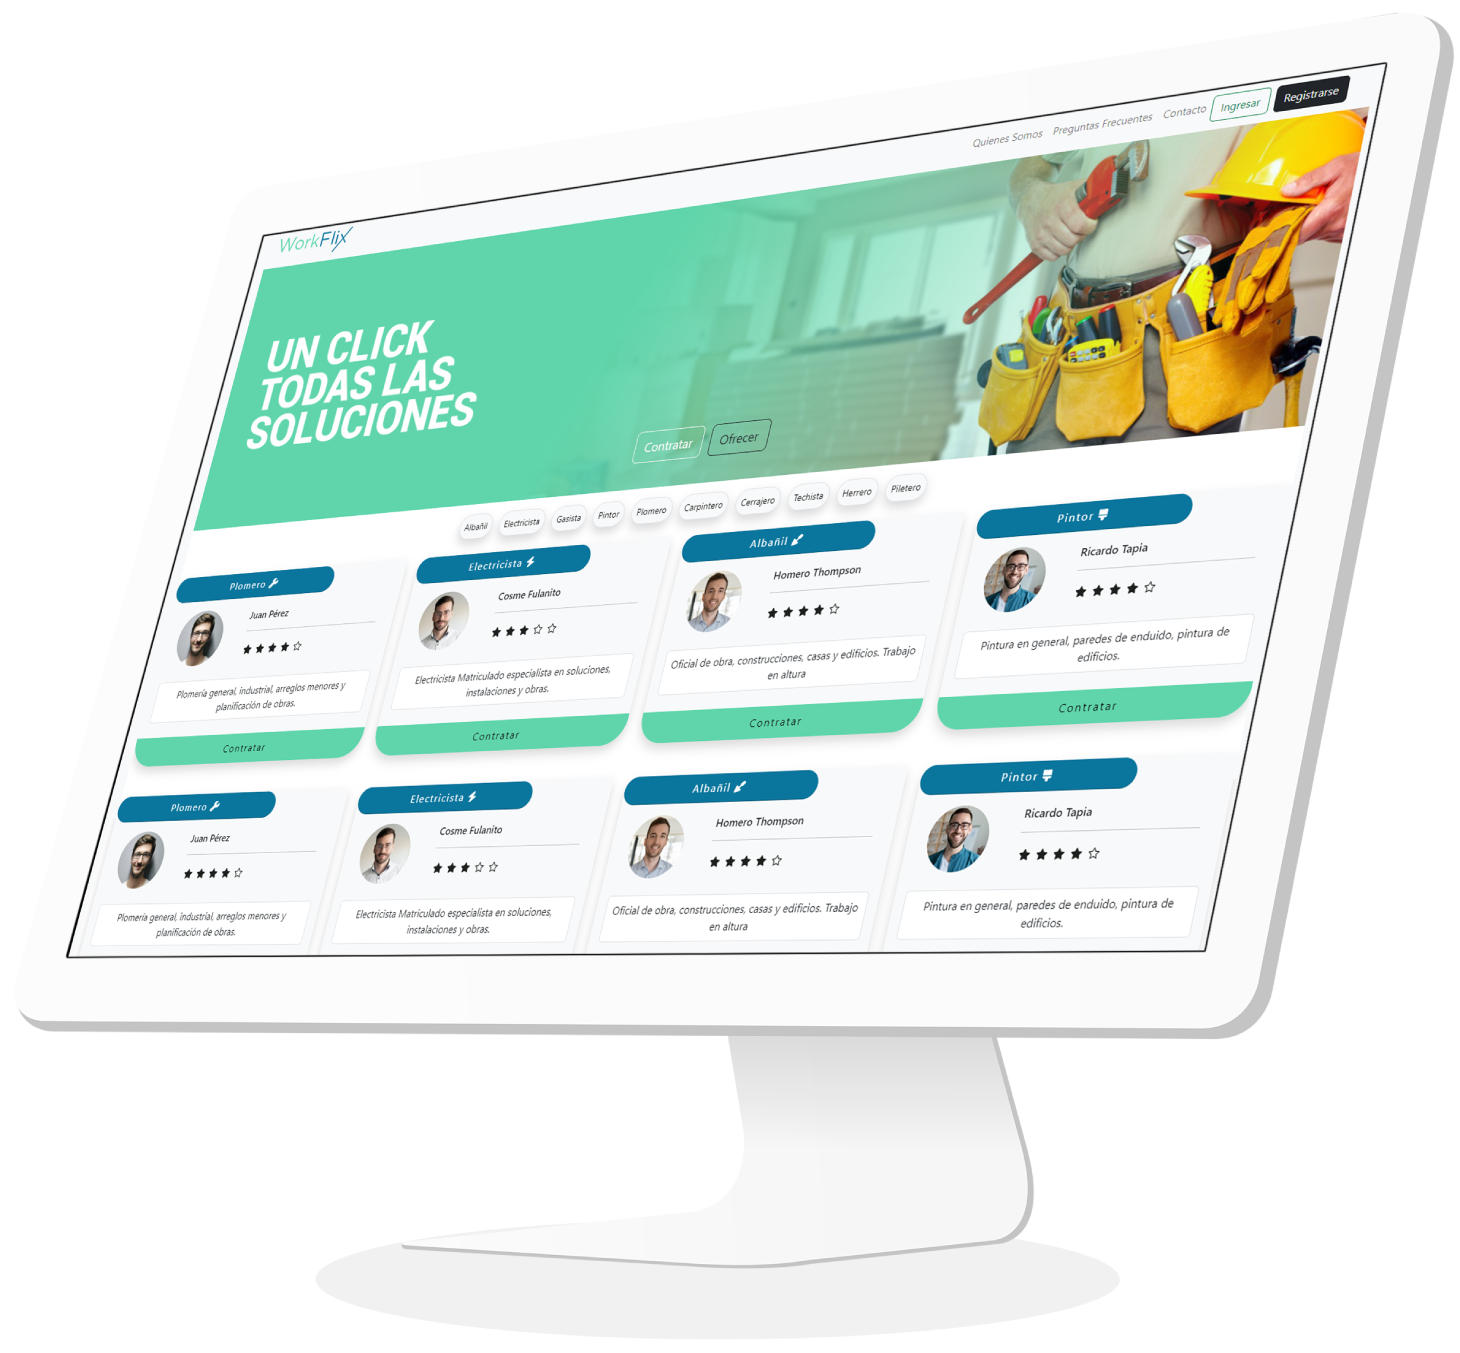 Quienes Somos Preguntas Frecuentes Contacto Ingresar Registrarse
WorkFlix
UN CLICK
TODAS LAS
SOLUCIONES
Contratar Ofrecer
Albañil Electricista Gasista Pintor Plomero Carpintero Cerrajero Techista Herrero Piletero
Plomero
Juan Pérez
Plomería general, industrial, arreglos menores y
planificación de obras.
Contratar
Electricista
Cosme Fulanito
Electricista Matriculado especialista en soluciones,
instalaciones y obras.
Contratar
Albañil
Homero Thompson
Oficial de obra, construcciones, casas y edificios. Trabajo
en altura
Contratar
Pintor
Ricardo Tapia
Pintura en general, paredes de enduido, pintura de
edificios.
Contratar
Plomero
Juan Pérez
Plomería general, industrial, arreglos menores y
planificación de obras.
Electricista
Cosme Fulanito
Electricista Matriculado especialista en soluciones,
instalaciones y obras.
Albañil
Homero Thompson
Oficial de obra, construcciones, casas y edificios. Trabajo
en altura
Pintor
Ricardo Tapia
Pintura en general, paredes de enduido, pintura de
edificios.